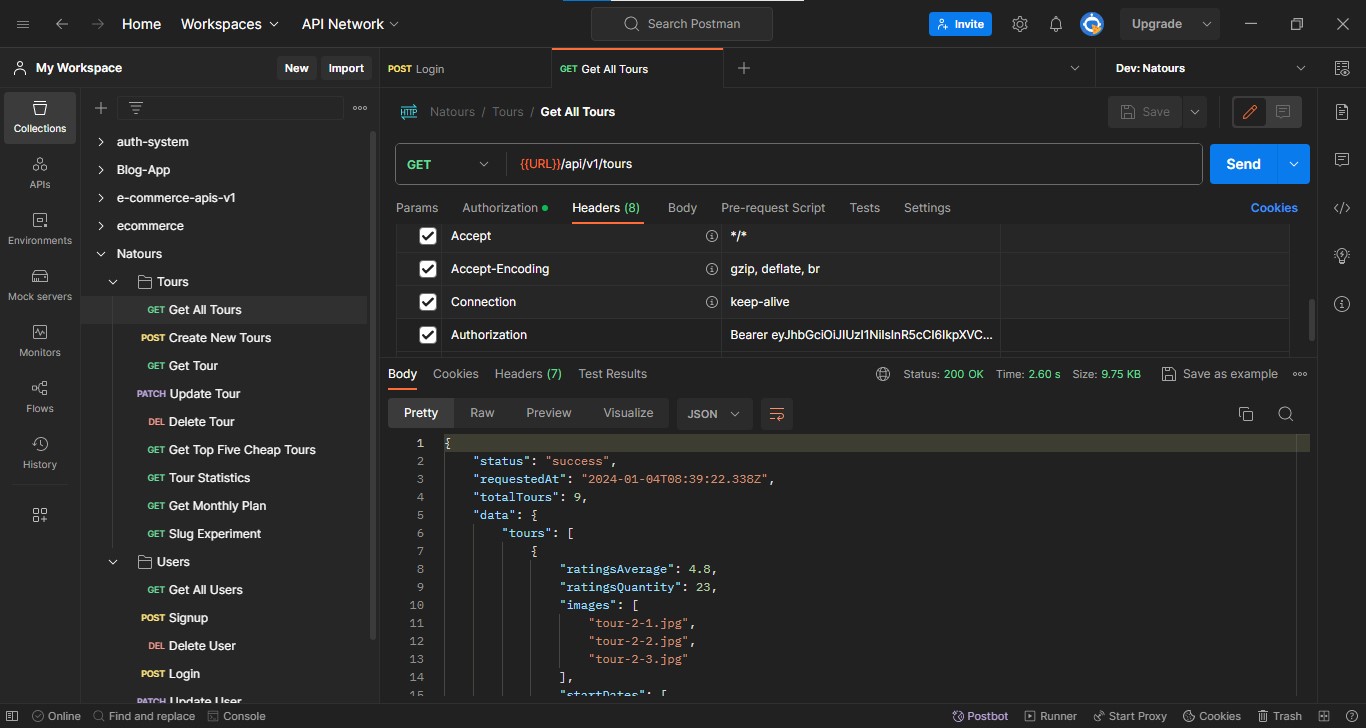 Home Workspaces API Network Search Postman Invite Upgrade
My Workspace New Import POST Login GET Get All Tours Dev: Natours
Collections
APIs
Environments
Mock servers
Monitors
Flows
History
auth-system
Blog-App
e-commerce-apis-v1
ecommerce
Natours
Tours
GET Get All Tours
POST Create New Tours
GET Get Tour
PATCH Update Tour
DEL Delete Tour
GET Get Top Five Cheap Tours
GET Tour Statistics
GET Get Monthly Plan
GET Slug Experiment
Users
GET Get All Users
POST Signup
DEL Delete User
POST Login
PATCH Update User
HTTP Natours / Tours / Get All Tours Save
GET {{URL}}/api/v1/tours Send
Params Authorization Headers (8) Body Pre-request Script Tests Settings Cookies
Accept */*
Accept-Encoding gzip, deflate, br
Connection keep-alive
Authorization Bearer eyJhbGciOiJIUzI1NiIsInR5cCI6IkpXVC...
Body Cookies Headers (7) Test Results Status: 200 OK Time: 2.60 s Size: 9.75 KB Save as example
Pretty Raw Preview Visualize JSON
1 {
2 "status": "success",
3 "requestedAt": "2024-01-04T08:39:22.338Z",
4 "totalTours": 9,
5 "data": {
6 "tours": [
7 {
8 "ratingsAverage": 4.8,
9 "ratingsQuantity": 23,
10 "images": [
11 "tour-2-1.jpg",
12 "tour-2-2.jpg",
13 "tour-2-3.jpg"
14 ],
15 "startDates": [
Online Find and replace Console Postbot Runner Start Proxy Cookies Trash